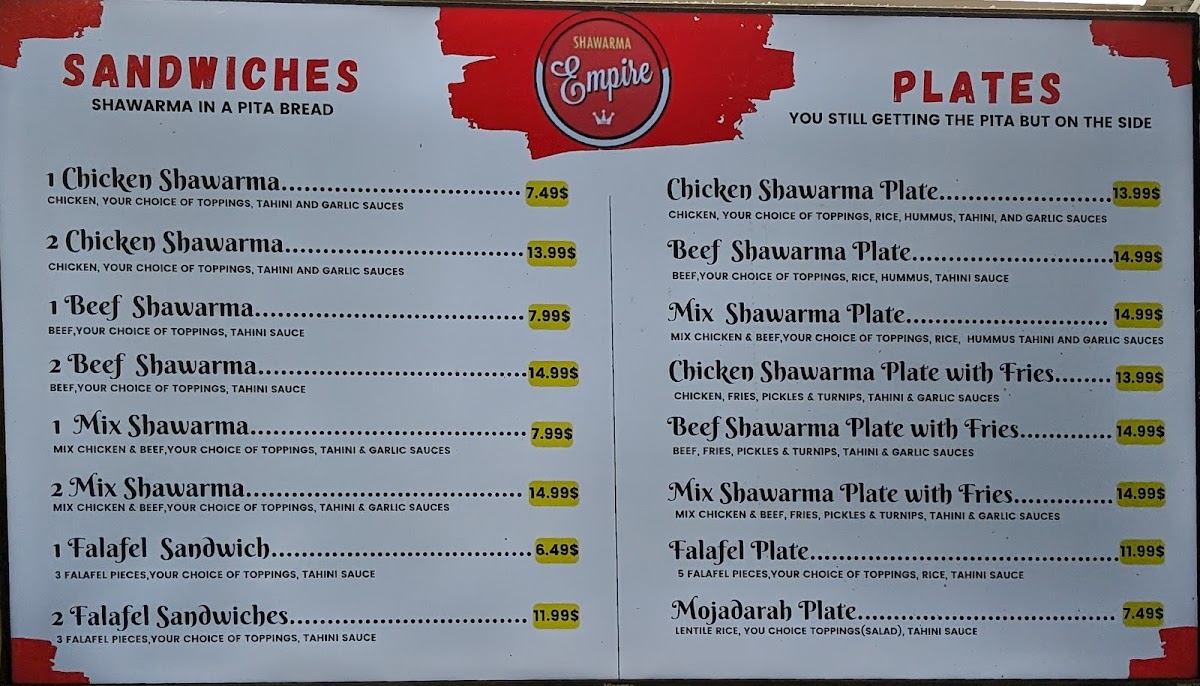 SHAWARMA
Empire
SANDWICHES
SHAWARMA IN A PITA BREAD
1 Chicken Shawarma........................................ 7.49$
CHICKEN, YOUR CHOICE OF TOPPINGS, TAHINI AND GARLIC SAUCES
2 Chicken Shawarma........................................ 13.99$
CHICKEN, YOUR CHOICE OF TOPPINGS, TAHINI AND GARLIC SAUCES
1 Beef Shawarma........................................ 7.99$
BEEF,YOUR CHOICE OF TOPPINGS, TAHINI SAUCE
2 Beef Shawarma........................................ 14.99$
BEEF,YOUR CHOICE OF TOPPINGS, TAHINI SAUCE
1 Mix Shawarma........................................ 7.99$
MIX CHICKEN & BEEF,YOUR CHOICE OF TOPPINGS, TAHINI & GARLIC SAUCES
2 Mix Shawarma........................................ 14.99$
MIX CHICKEN & BEEF,YOUR CHOICE OF TOPPINGS, TAHINI & GARLIC SAUCES
1 Falafel Sandwich........................................ 6.49$
3 FALAFEL PIECES,YOUR CHOICE OF TOPPINGS, TAHINI SAUCE
2 Falafel Sandwiches........................................ 11.99$
3 FALAFEL PIECES,YOUR CHOICE OF TOPPINGS, TAHINI SAUCE
PLATES
YOU STILL GETTING THE PITA BUT ON THE SIDE
Chicken Shawarma Plate........................... 13.99$
CHICKEN, YOUR CHOICE OF TOPPINGS, RICE, HUMMUS, TAHINI, AND GARLIC SAUCES
Beef Shawarma Plate............................... 14.99$
BEEF,YOUR CHOICE OF TOPPINGS, RICE, HUMMUS, TAHINI SAUCE
Mix Shawarma Plate............................... 14.99$
MIX CHICKEN & BEEF,YOUR CHOICE OF TOPPINGS, RICE, HUMMUS TAHINI AND GARLIC SAUCES
Chicken Shawarma Plate with Fries........ 13.99$
CHICKEN, FRIES, PICKLES & TURNIPS, TAHINI & GARLIC SAUCES
Beef Shawarma Plate with Fries.............. 14.99$
BEEF, FRIES, PICKLES & TURNIPS, TAHINI & GARLIC SAUCES
Mix Shawarma Plate with Fries............... 14.99$
MIX CHICKEN & BEEF, FRIES, PICKLES & TURNIPS, TAHINI & GARLIC SAUCES
Falafel Plate........................................ 11.99$
5 FALAFEL PIECES,YOUR CHOICE OF TOPPINGS, RICE, TAHINI SAUCE
Mojadarah Plate.................................... 7.49$
LENTILE RICE, YOU CHOICE TOPPINGS(SALAD), TAHINI SAUCE